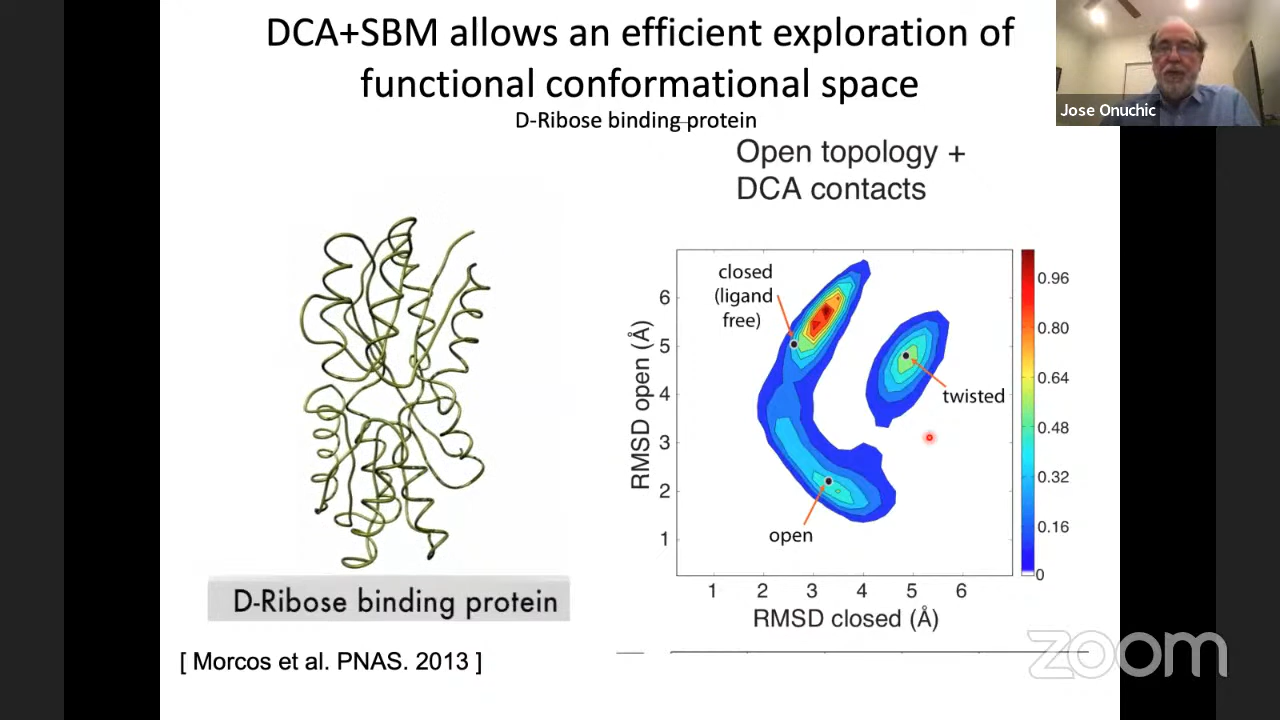 DCA+SBM allows an efficient exploration of
functional conformational space
D-Ribose binding protein
Jose Onuchic
Open topology +
DCA contacts
closed
(ligand
free)
twisted
open
RMSD open (Å)
6
5
4
3
2
1
1 2 3 4 5 6
RMSD closed (Å)
0.96
0.80
0.64
0.48
0.32
0.16
0
D-Ribose binding protein
[ Morcos et al. PNAS. 2013 ]
zoom